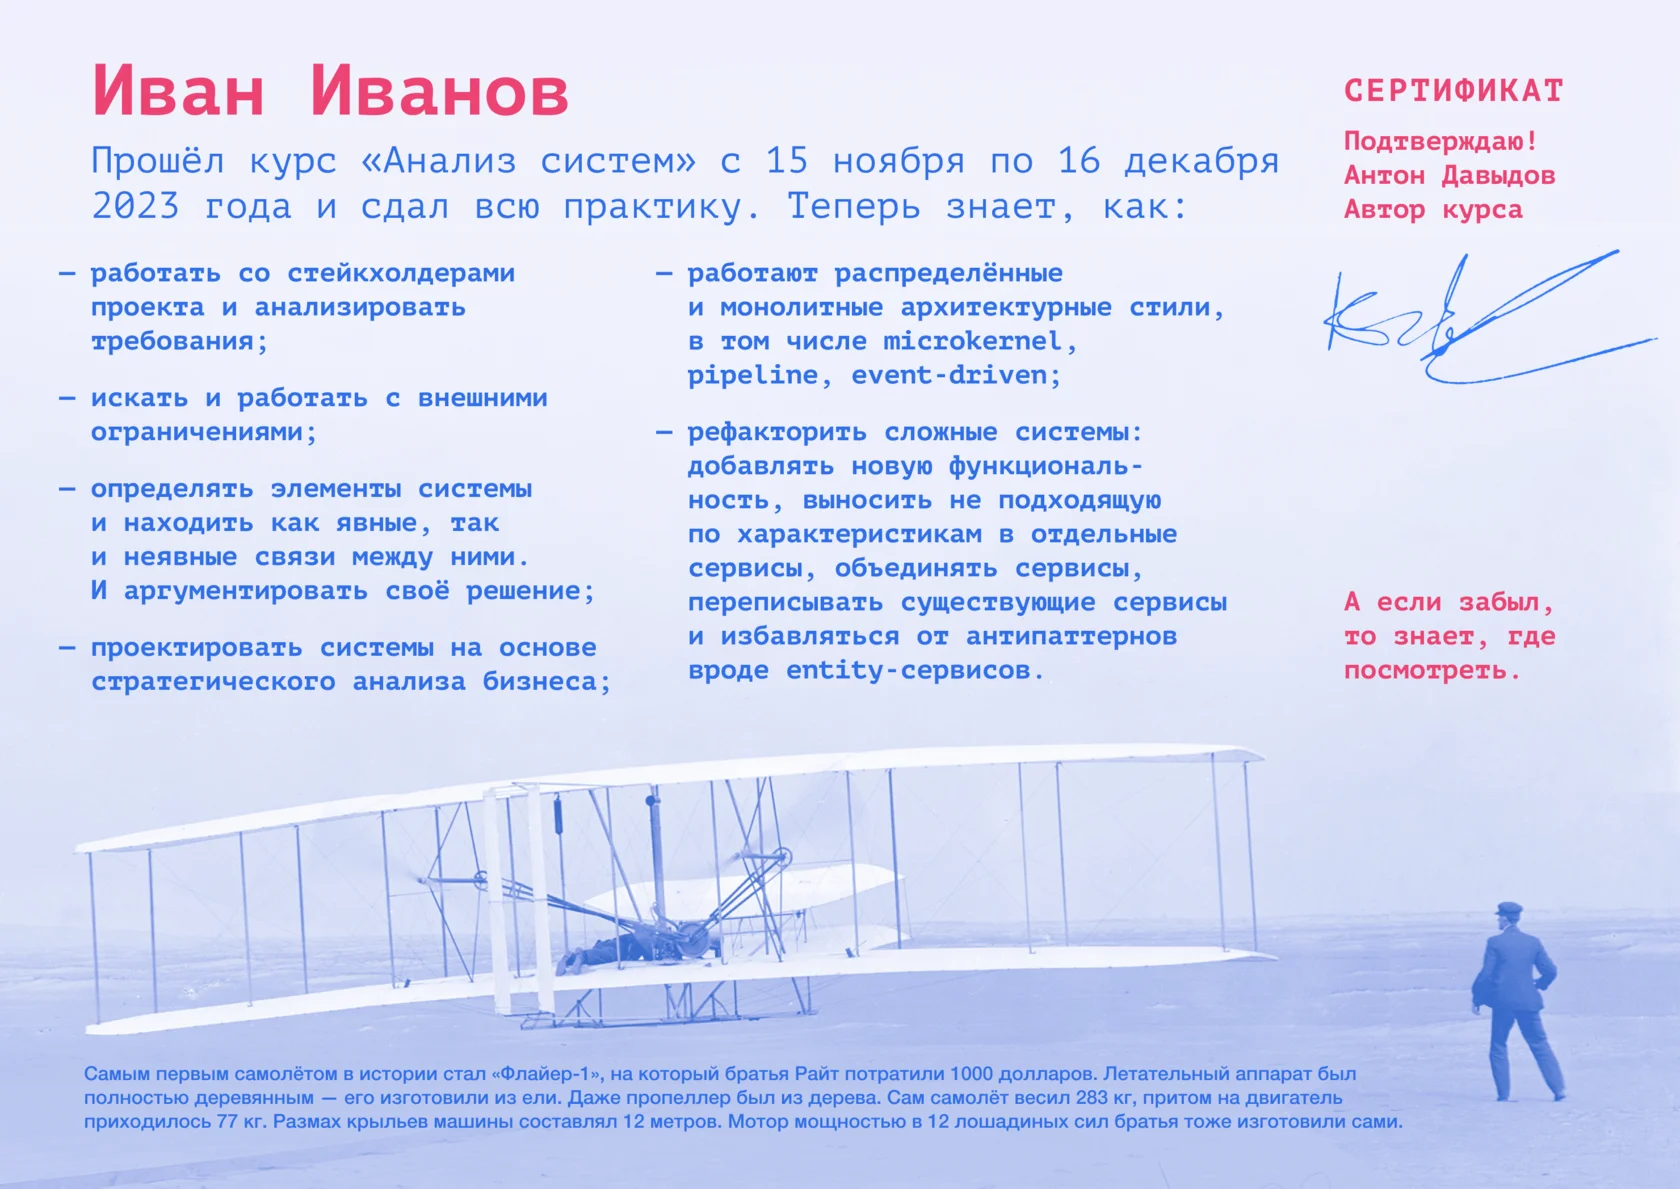 Иван Иванов
Прошёл курс «Анализ систем» с 15 ноября по 16 декабря
2023 года и сдал всю практику. Теперь знает, как:
— работать со стейкхолдерами
проекта и анализировать
требования;
— искать и работать с внешними
ограничениями;
— определять элементы системы
и находить как явные, так
и неявные связи между ними.
И аргументировать своё решение;
— проектировать системы на основе
стратегического анализа бизнеса;
— работают распределённые
и монолитные архитектурные стили,
в том числе microkernel,
pipeline, event-driven;
— рефакторить сложные системы:
добавлять новую функциональ-
ность, выносить не подходящую
по характеристикам в отдельные
сервисы, объединять сервисы,
переписывать существующие сервисы
и избавляться от антипаттернов
вроде entity-сервисов.
СЕРТИФИКАТ
Подтверждаю!
Антон Давыдов
Автор курса
А если забыл,
то знает, где
посмотреть.
Самым первым самолётом в истории стал «Флайер-1», на который братья Райт потратили 1000 долларов. Летательный аппарат был
полностью деревянным — его изготовили из ели. Даже пропеллер был из дерева. Сам самолёт весил 283 кг, притом на двигатель
приходилось 77 кг. Размах крыльев машины составлял 12 метров. Мотор мощностью в 12 лошадиных сил братья тоже изготовили сами.